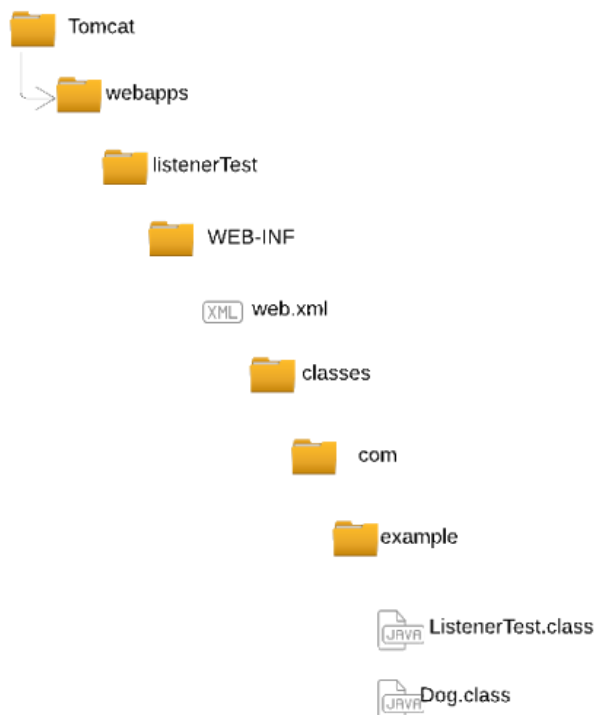 Tomcat
webapps
listenerTest
WEB-INF
XML web.xml
classes
com
example
JAVA ListenerTest.class
JAVA Dog.class